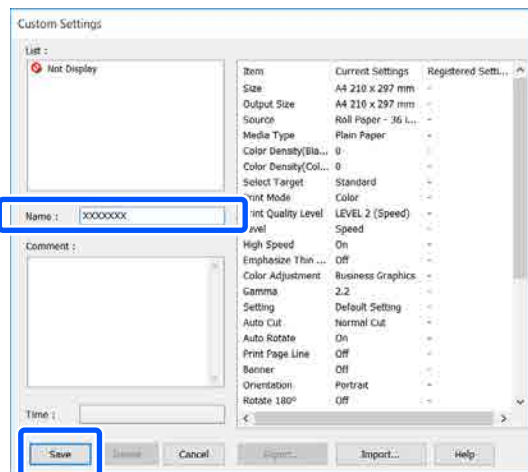 Custom Settings
List :
Not Display
Item Current Settings Registered Setti...
Size A4 210 x 297 mm -
Output Size A4 210 x 297 mm -
Source Roll Paper - 36 i... -
Media Type Plain Paper -
Color Density(Bla... 0 -
Color Density(Col... 0 -
Select Target Standard -
Print Mode Color -
Name : XXXXXXX
Print Quality Level LEVEL 2 (Speed) -
Level Speed -
Comment :
High Speed On -
Emphasize Thin ... Off -
Color Adjustment Business Graphics -
Gamma 2.2 -
Setting Default Setting -
Auto Cut Normal Cut -
Auto Rotate On -
Print Page Line Off -
Banner Off -
Orientation Portrait -
Rotate 180° Off -
Time :
Save Delete Cancel Export... Import... Help